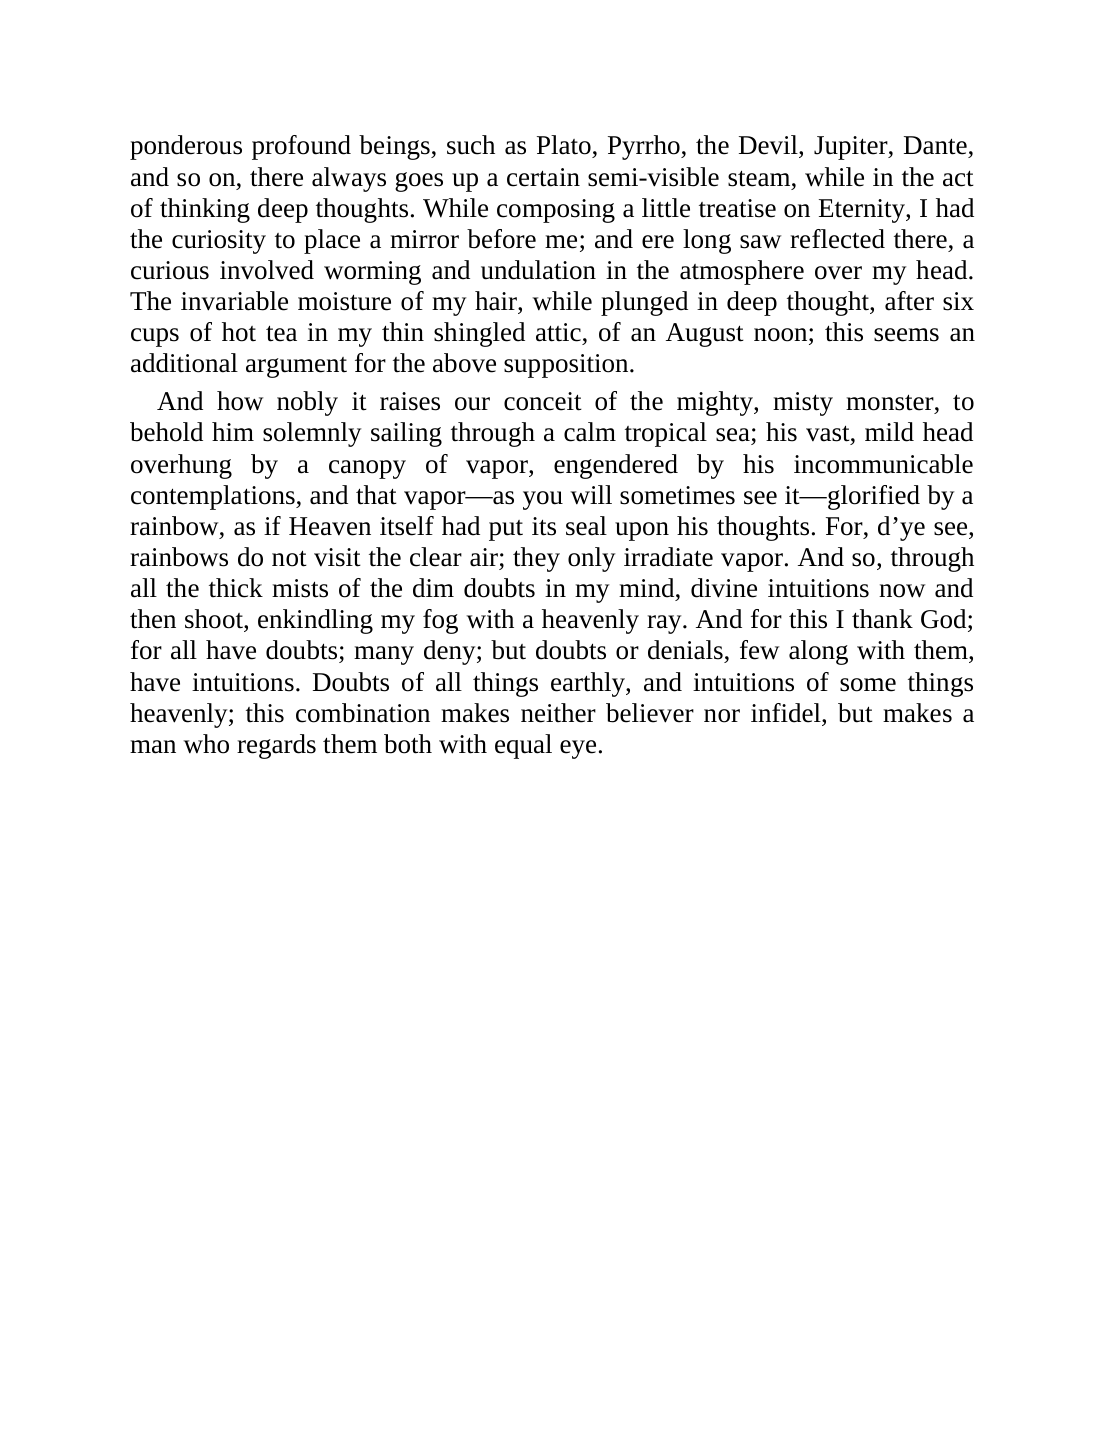 ponderous profound beings, such as Plato, Pyrrho, the Devil, Jupiter, Dante,
and so on, there always goes up a certain semi-visible steam, while in the act
of thinking deep thoughts. While composing a little treatise on Eternity, I had
the curiosity to place a mirror before me; and ere long saw reflected there, a
curious involved worming and undulation in the atmosphere over my head.
The invariable moisture of my hair, while plunged in deep thought, after six
cups of hot tea in my thin shingled attic, of an August noon; this seems an
additional argument for the above supposition.
And how nobly it raises our conceit of the mighty, misty monster, to
behold him solemnly sailing through a calm tropical sea; his vast, mild head
overhung by a canopy of vapor, engendered by his incommunicable
contemplations, and that vapor—as you will sometimes see it—glorified by a
rainbow, as if Heaven itself had put its seal upon his thoughts. For, d’ye see,
rainbows do not visit the clear air; they only irradiate vapor. And so, through
all the thick mists of the dim doubts in my mind, divine intuitions now and
then shoot, enkindling my fog with a heavenly ray. And for this I thank God;
for all have doubts; many deny; but doubts or denials, few along with them,
have intuitions. Doubts of all things earthly, and intuitions of some things
heavenly; this combination makes neither believer nor infidel, but makes a
man who regards them both with equal eye.